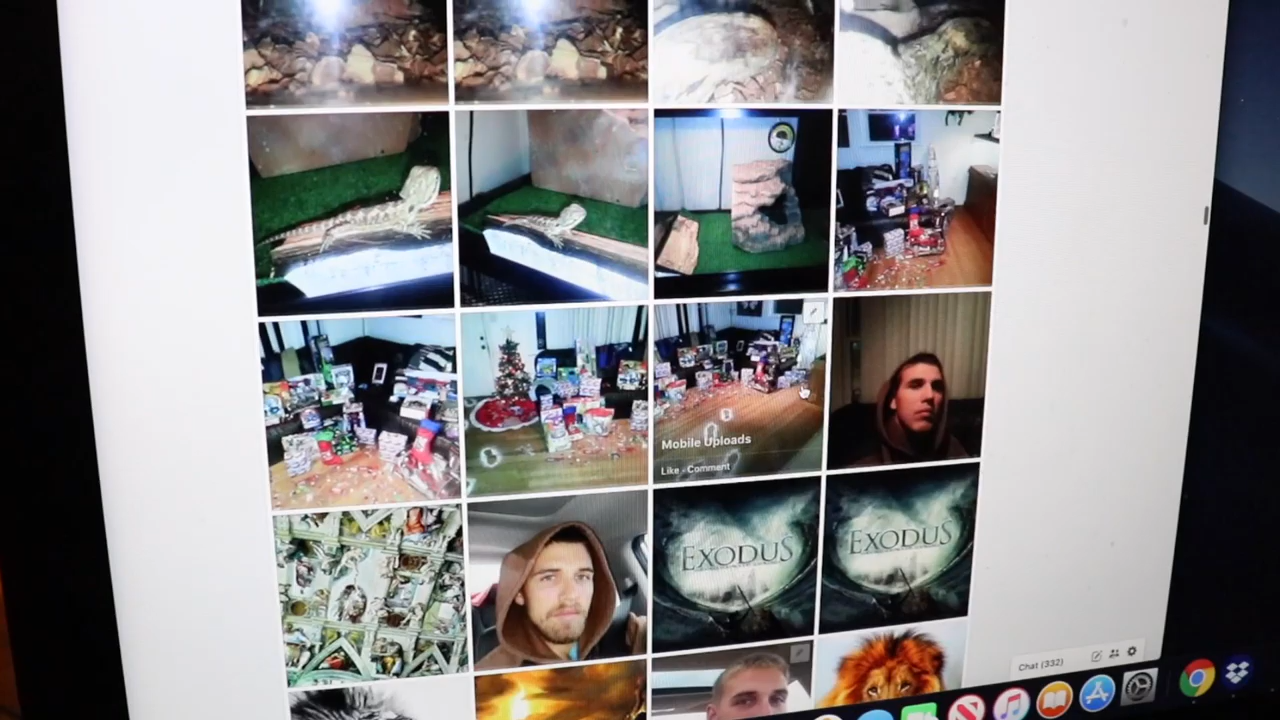 Mobile Uploads
Like · Comment
EXODUS
EXODUS
Chat (332)